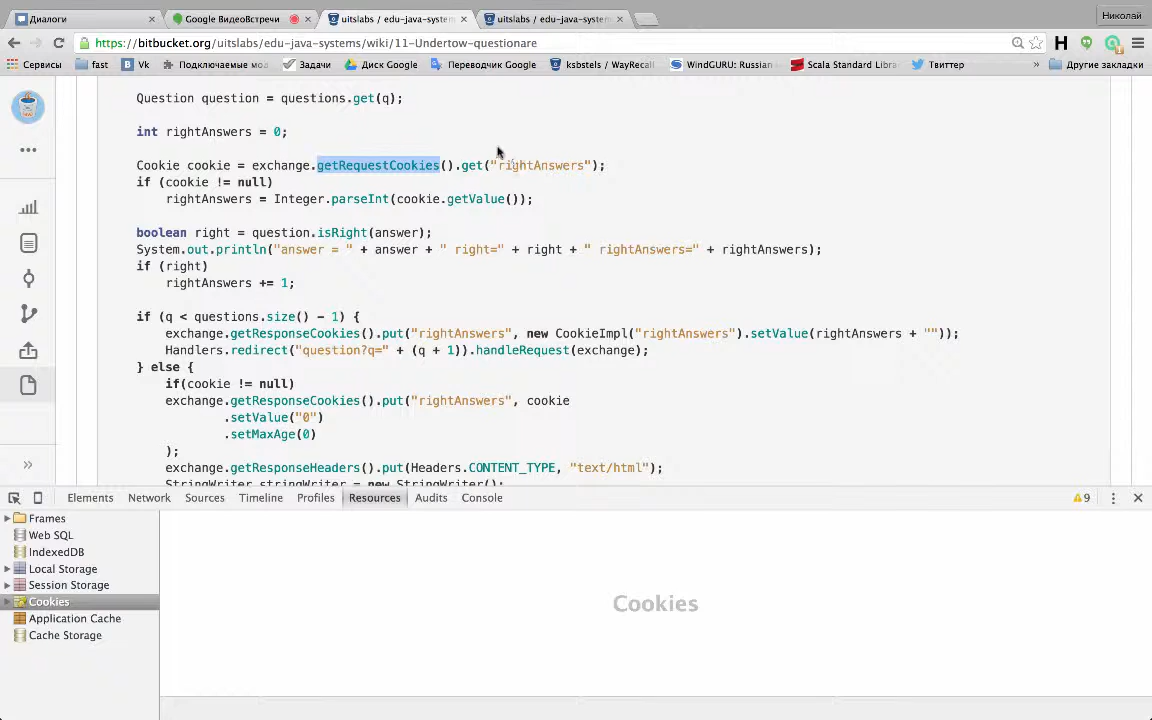 Диалоги
Google ВидеоВстречи
uitslabs / edu-java-system
uitslabs / edu-java-system
Николай
https://bitbucket.org/uitslabs/edu-java-systems/wiki/11-Undertow-questionare
Сервисы
fast
Vk
Подключаемые мо
Задачи
Диск Google
Переводчик Google
ksbstels / WayRecall
WindGURU: Russian
Scala Standard Libra
Твиттер
»
Другие закладки
Question question = questions.get(q);
int rightAnswers = 0;
Cookie cookie = exchange.getRequestCookies().get("rightAnswers");
if (cookie != null)
rightAnswers = Integer.parseInt(cookie.getValue());
boolean right = question.isRight(answer);
System.out.println("answer = " + answer + " right=" + right + " rightAnswers=" + rightAnswers);
if (right)
rightAnswers += 1;
if (q < questions.size() - 1) {
exchange.getResponseCookies().put("rightAnswers", new CookieImpl("rightAnswers").setValue(rightAnswers + ""));
Handlers.redirect("question?q=" + (q + 1)).handleRequest(exchange);
} else {
if(cookie != null)
exchange.getResponseCookies().put("rightAnswers", cookie
.setValue("0")
.setMaxAge(0)
);
exchange.getResponseHeaders().put(Headers.CONTENT_TYPE, "text/html");
StringWriter stringWriter = new StringWriter();
Elements
Network
Sources
Timeline
Profiles
Resources
Audits
Console
9
Frames
Web SQL
IndexedDB
Local Storage
Session Storage
Cookies
Application Cache
Cache Storage
Cookies